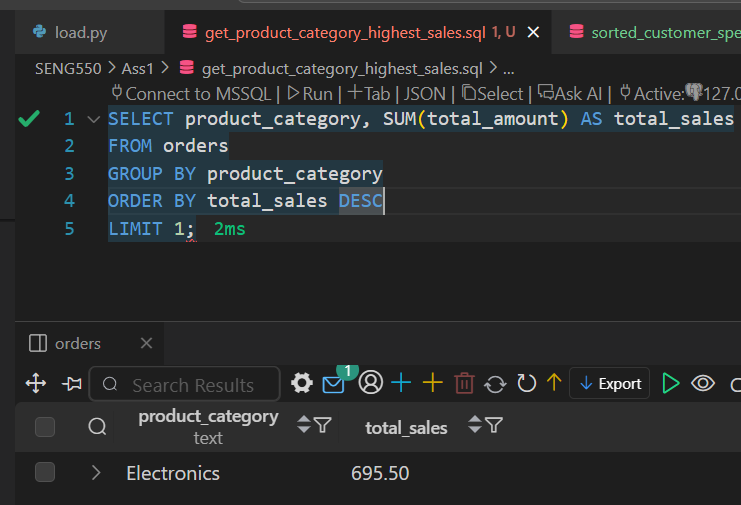 load.py
get_product_category_highest_sales.sql 1, U
sorted_customer_spe
SENG550 > Ass1 > get_product_category_highest_sales.sql > ...
Connect to MSSQL | Run | Tab | JSON | Select | Ask AI | Active: 127.0
1 SELECT product_category, SUM(total_amount) AS total_sales
2 FROM orders
3 GROUP BY product_category
4 ORDER BY total_sales DESC
5 LIMIT 1; 2ms
orders
Search Results
1
Export
product_category
text
total_sales
Electronics 695.50